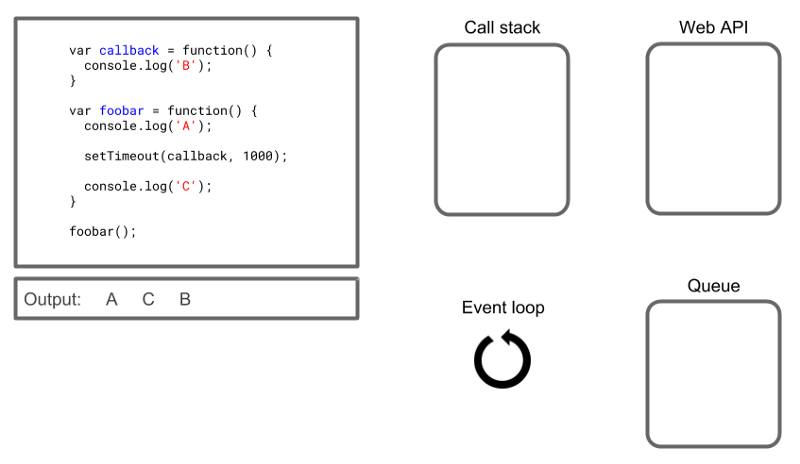 var callback = function() {
console.log('B');
}
var foobar = function() {
console.log('A');
setTimeout(callback, 1000);
console.log('C');
}
foobar();
Output: A C B
Call stack
Web API
Event loop
Queue